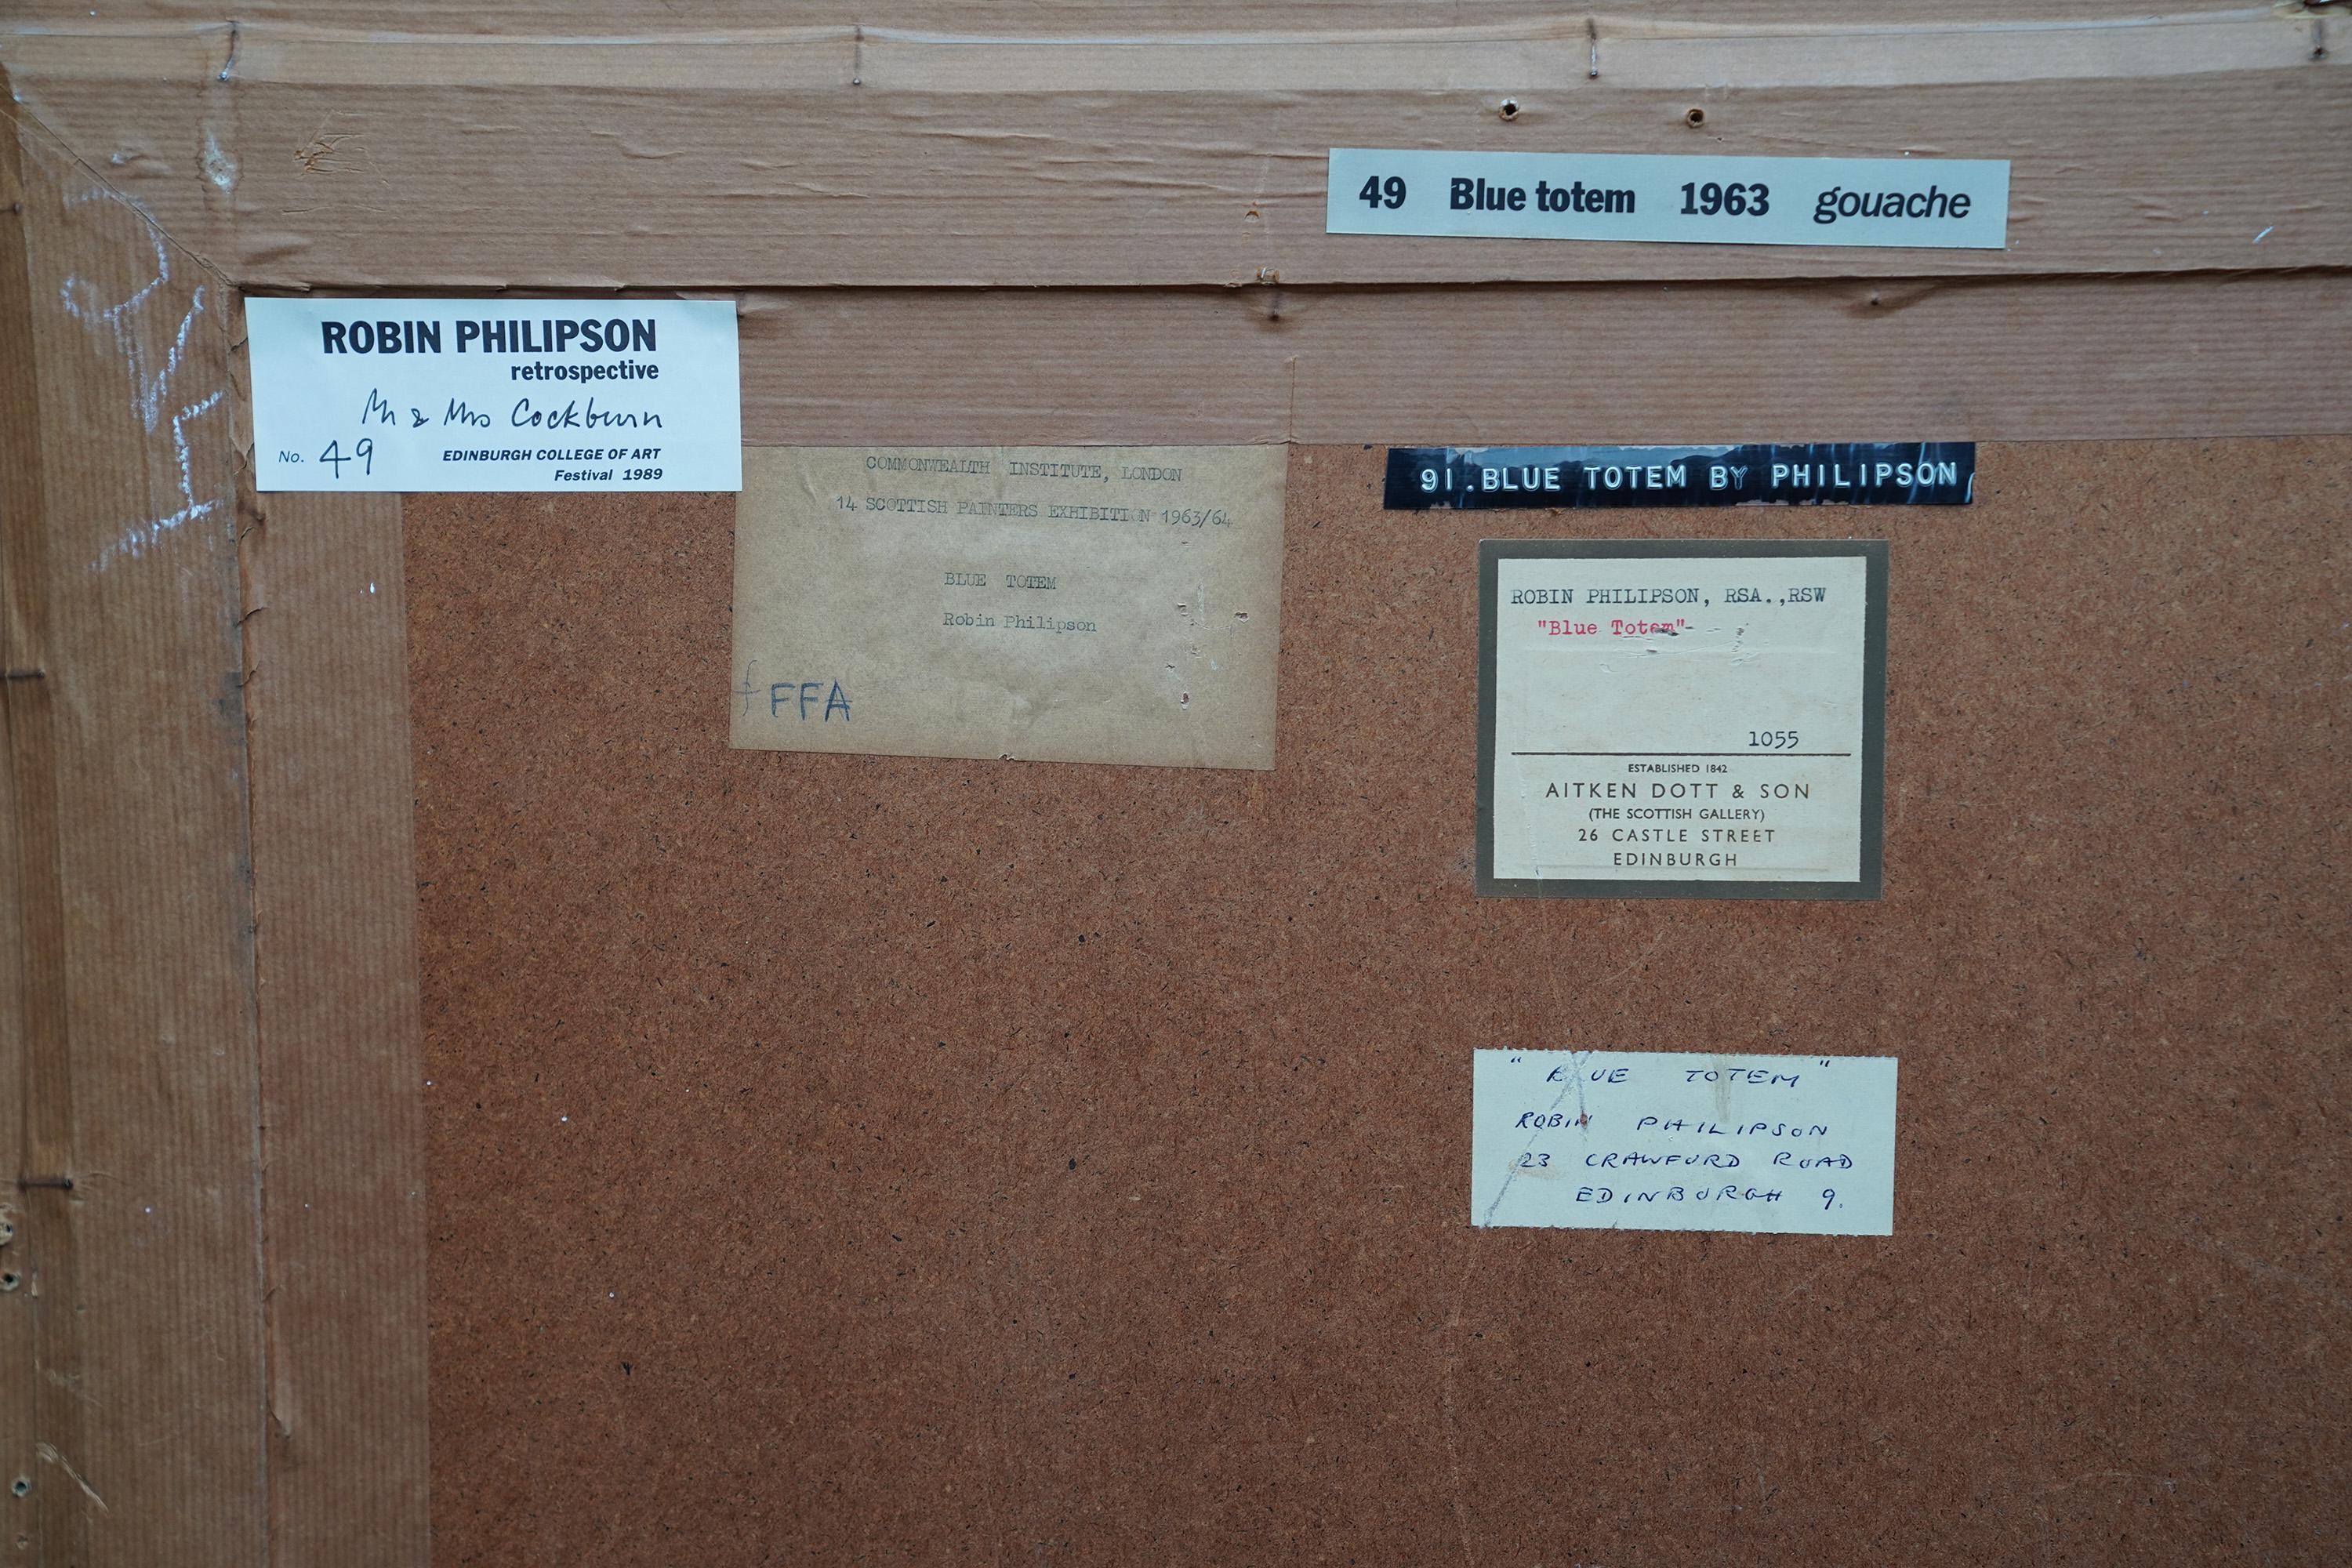 49 Blue totem 1963 gouache
ROBIN PHILIPSON
retrospective
Mr & Mrs Cockburn
No. 49 EDINBURGH COLLEGE OF ART
Festival 1989
COMMONWEALTH INSTITUTE, LONDON
14 SCOTTISH PAINTERS EXHIBITION 1963/64
BLUE TOTEM
Robin Philipson
FFA
91.BLUE TOTEM BY PHILIPSON
ROBIN PHILIPSON, RSA.,RSW
"Blue Totem"
1055
ESTABLISHED 1842
AITKEN DOTT & SON
(THE SCOTTISH GALLERY)
26 CASTLE STREET
EDINBURGH
" BLUE TOTEM "
ROBIN PHILIPSON
23 CRAWFURD ROAD
EDINBURGH 9.